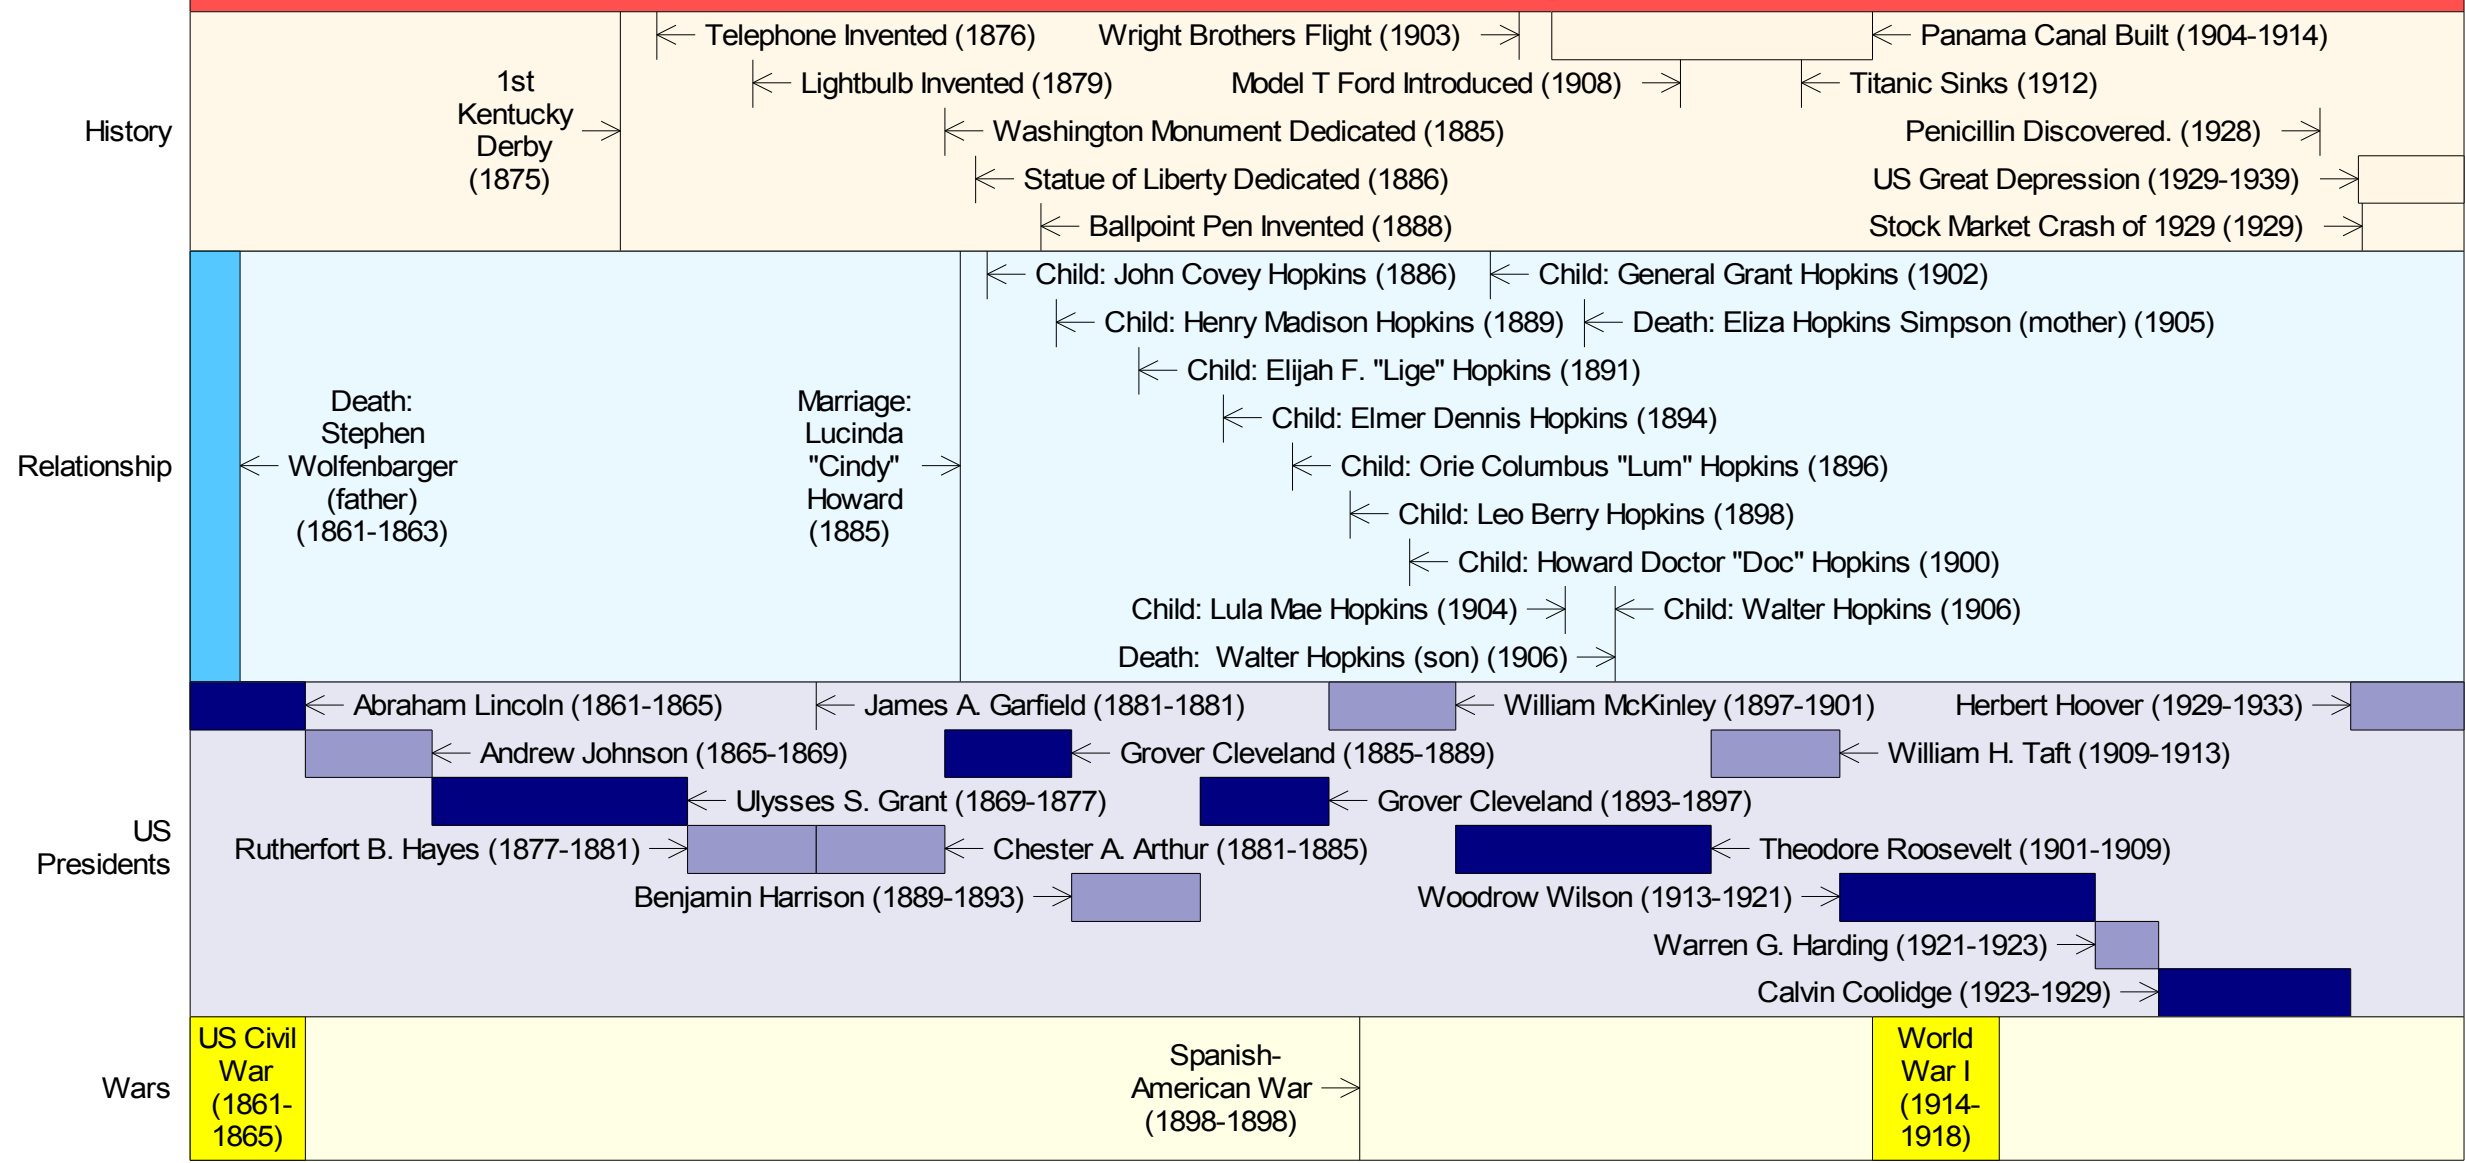 History
1st
Kentucky
Derby
(1875)
Telephone Invented (1876)
Wright Brothers Flight (1903)
Panama Canal Built (1904-1914)
Lightbulb Invented (1879)
Model T Ford Introduced (1908)
Titanic Sinks (1912)
Washington Monument Dedicated (1885)
Penicillin Discovered. (1928)
Statue of Liberty Dedicated (1886)
US Great Depression (1929-1939)
Ballpoint Pen Invented (1888)
Stock Market Crash of 1929 (1929)
Relationship
Death:
Stephen
Wolfenbarger
(father)
(1861-1863)
Marriage:
Lucinda
"Cindy"
Howard
(1885)
Child: John Covey Hopkins (1886)
Child: General Grant Hopkins (1902)
Child: Henry Madison Hopkins (1889)
Death: Eliza Hopkins Simpson (mother) (1905)
Child: Elijah F. "Lige" Hopkins (1891)
Child: Elmer Dennis Hopkins (1894)
Child: Orie Columbus "Lum" Hopkins (1896)
Child: Leo Berry Hopkins (1898)
Child: Howard Doctor "Doc" Hopkins (1900)
Child: Lula Mae Hopkins (1904)
Child: Walter Hopkins (1906)
Death:  Walter Hopkins (son) (1906)
US
Presidents
Abraham Lincoln (1861-1865)
James A. Garfield (1881-1881)
William McKinley (1897-1901)
Herbert Hoover (1929-1933)
Andrew Johnson (1865-1869)
Grover Cleveland (1885-1889)
William H. Taft (1909-1913)
Ulysses S. Grant (1869-1877)
Grover Cleveland (1893-1897)
Rutherfort B. Hayes (1877-1881)
Chester A. Arthur (1881-1885)
Theodore Roosevelt (1901-1909)
Benjamin Harrison (1889-1893)
Woodrow Wilson (1913-1921)
Warren G. Harding (1921-1923)
Calvin Coolidge (1923-1929)
Wars
US Civil
War
(1861-
1865)
Spanish-
American War
(1898-1898)
World
War I
(1914-
1918)